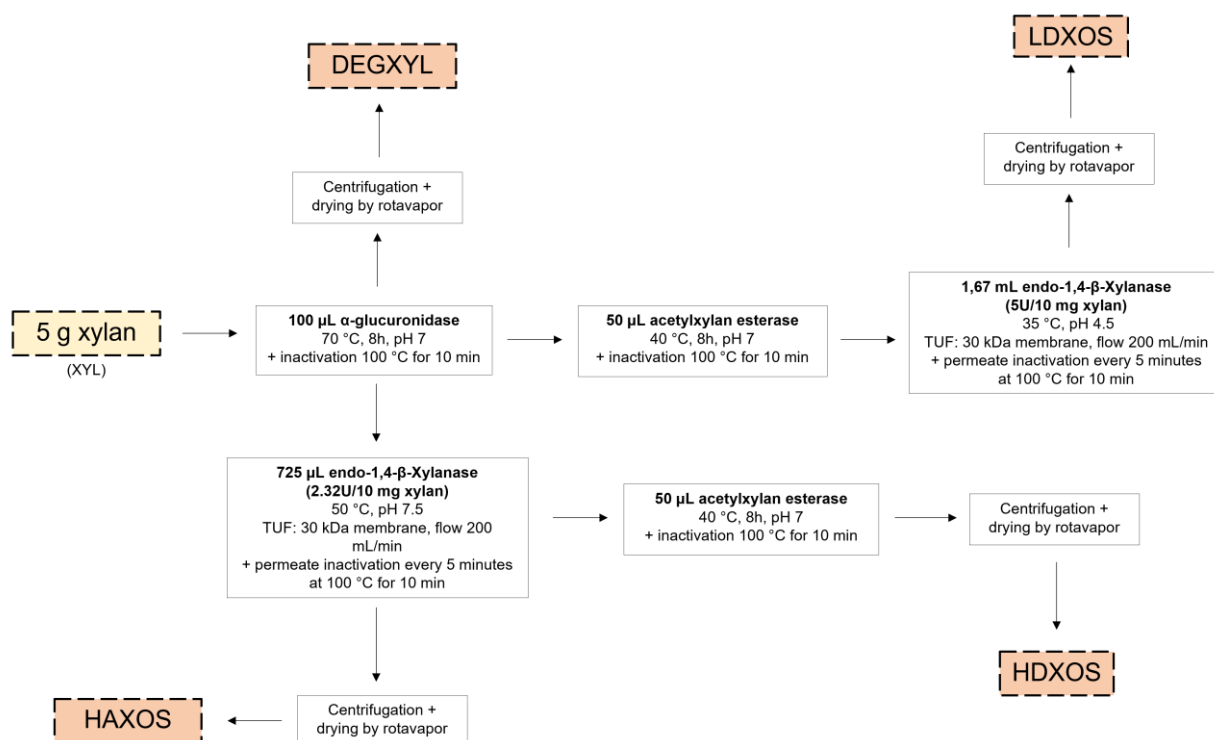 DEGXYL
LDXOS
Centrifugation +
drying by rotavapor
Centrifugation +
drying by rotavapor
5 g xylan
(XYL)
100 µL α-glucuronidase
70 °C, 8h, pH 7
+ inactivation 100 °C for 10 min
50 µL acetylxylan esterase
40 °C, 8h, pH 7
+ inactivation 100 °C for 10 min
1,67 mL endo-1,4-β-Xylanase
(5U/10 mg xylan)
35 °C, pH 4.5
TUF: 30 kDa membrane, flow 200 mL/min
+ permeate inactivation every 5 minutes
at 100 °C for 10 min
725 µL endo-1,4-β-Xylanase
(2.32U/10 mg xylan)
50 °C, pH 7.5
TUF: 30 kDa membrane, flow 200
mL/min
+ permeate inactivation every 5 minutes
at 100 °C for 10 min
50 µL acetylxylan esterase
40 °C, 8h, pH 7
+ inactivation 100 °C for 10 min
Centrifugation +
drying by rotavapor
HDXOS
HAXOS
Centrifugation +
drying by rotavapor